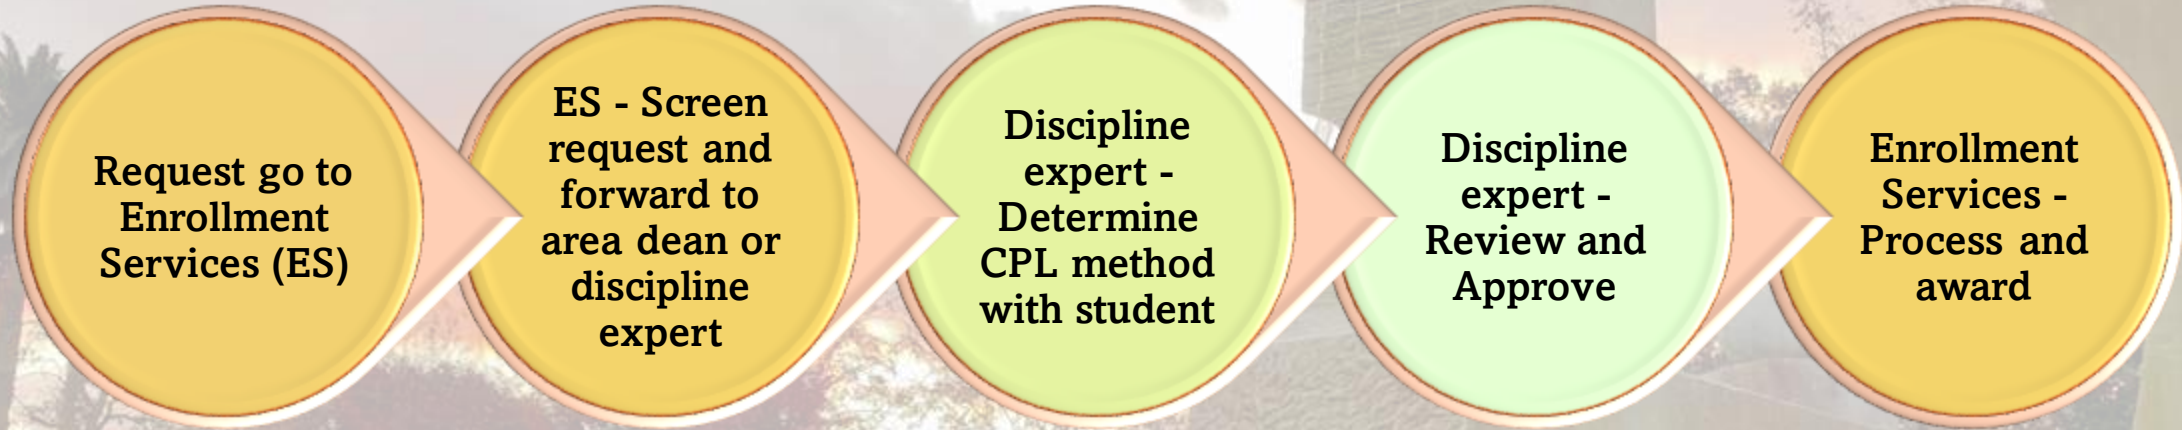 Request go to
Enrollment
Services (ES)
ES - Screen
request and
forward to
area dean or
discipline
expert
Discipline
expert -
Determine
CPL method
with student
Discipline
expert -
Review and
Approve
Enrollment
Services -
Process and
award